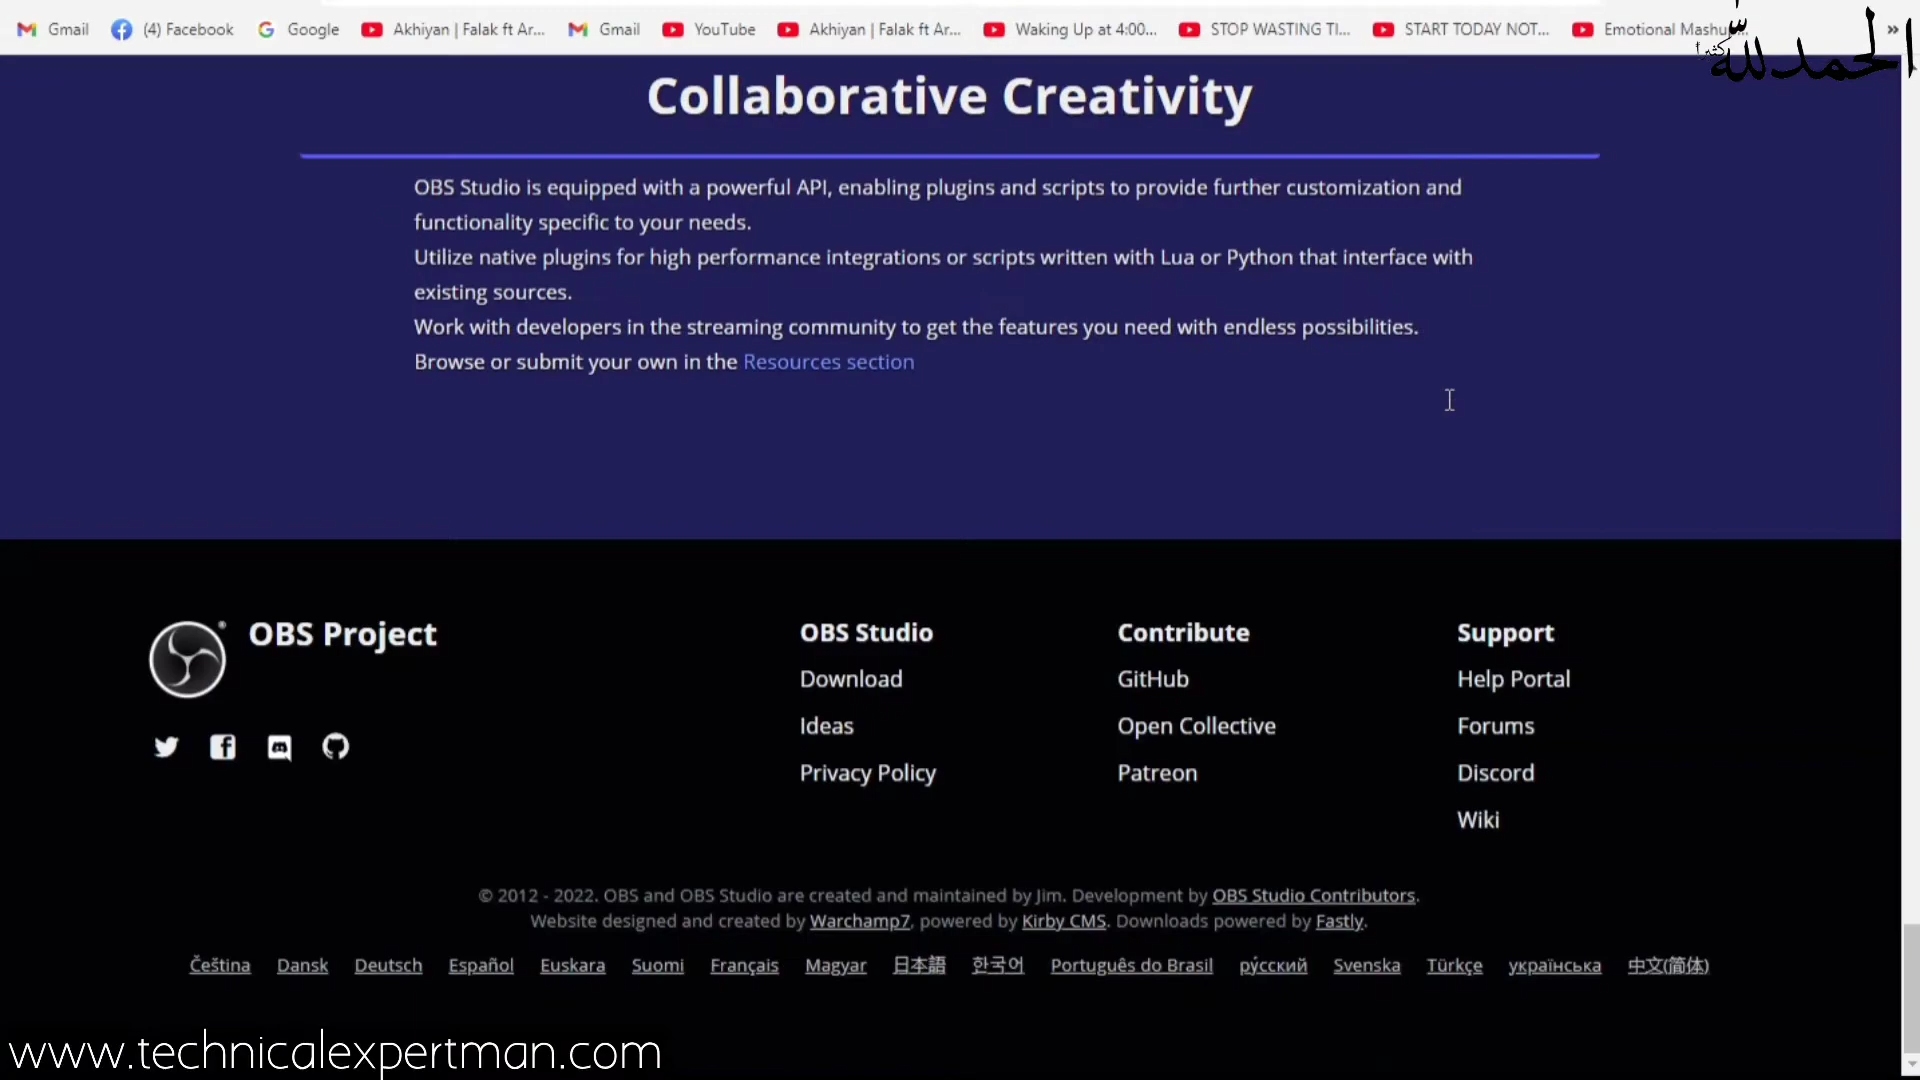 Gmail (4) Facebook Google Akhiyan | Falak ft Ar... Gmail YouTube Akhiyan | Falak ft Ar... Waking Up at 4:00... STOP WASTING TI... START TODAY NOT... Emotional Mashup... »
الحمد لله كثيرا
Collaborative Creativity
OBS Studio is equipped with a powerful API, enabling plugins and scripts to provide further customization and
functionality specific to your needs.
Utilize native plugins for high performance integrations or scripts written with Lua or Python that interface with
existing sources.
Work with developers in the streaming community to get the features you need with endless possibilities.
Browse or submit your own in the Resources section
OBS Project
OBS Studio
Download
Ideas
Privacy Policy
Contribute
GitHub
Open Collective
Patreon
Support
Help Portal
Forums
Discord
Wiki
© 2012 - 2022. OBS and OBS Studio are created and maintained by Jim. Development by OBS Studio Contributors.
Website designed and created by Warchamp7, powered by Kirby CMS. Downloads powered by Fastly.
Čeština Dansk Deutsch Español Euskara Suomi Français Magyar 日本語 한국어 Português do Brasil ру́сский Svenska Türkçe українська 中文(简体)
www.technicalexpertman.com